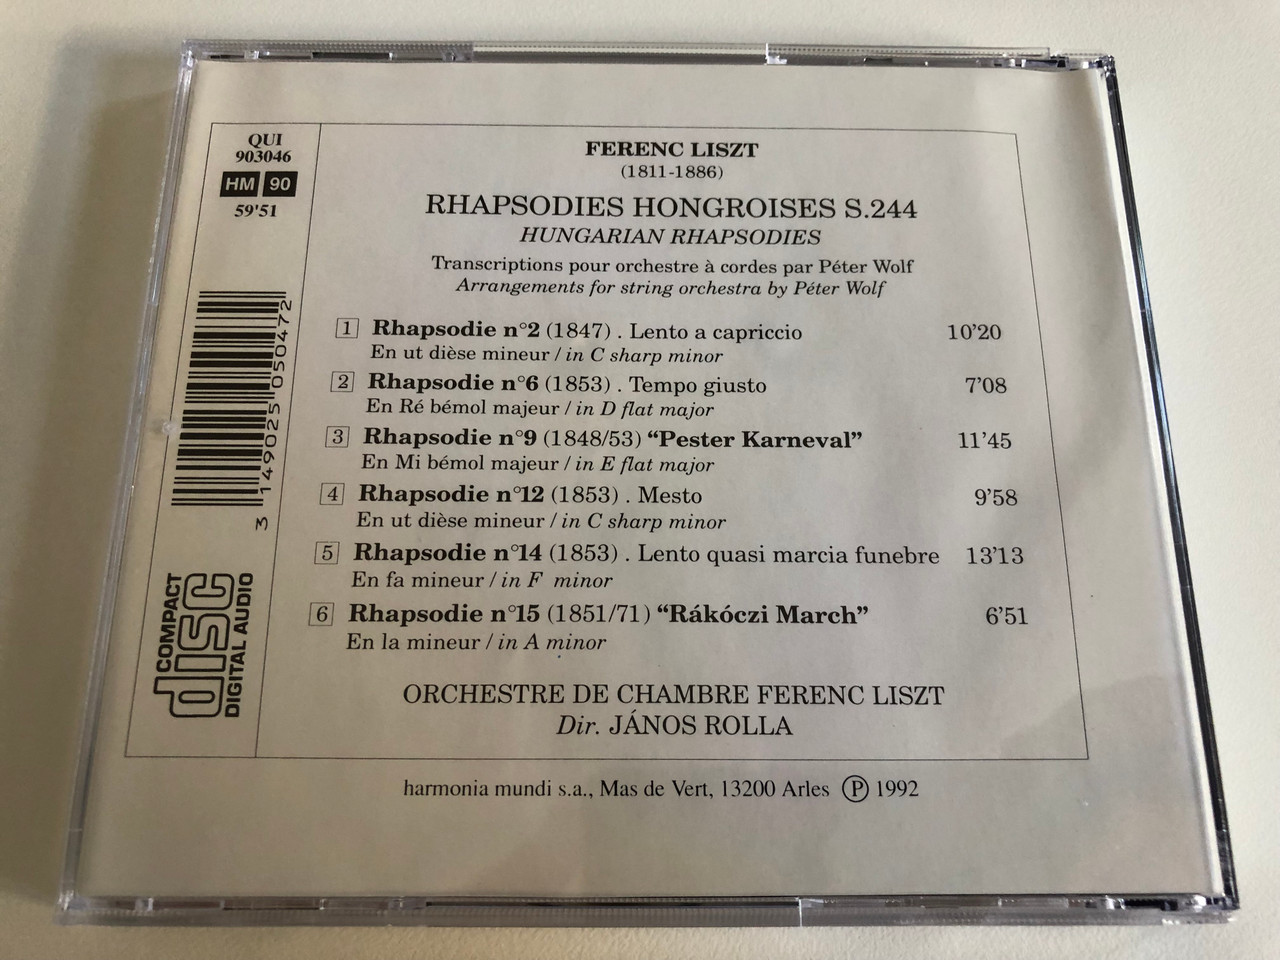 QUI
903046
HM 90
59'51
3 149025 050472
COMPACT
disc
DIGITAL AUDIO
FERENC LISZT
(1811-1886)
RHAPSODIES HONGROISES S.244
HUNGARIAN RHAPSODIES
Transcriptions pour orchestre à cordes par Péter Wolf
Arrangements for string orchestra by Péter Wolf
1 Rhapsodie n°2 (1847) . Lento a capriccio 10'20
En ut dièse mineur / in C sharp minor
2 Rhapsodie n°6 (1853) . Tempo giusto 7'08
En Ré bémol majeur / in D flat major
3 Rhapsodie n°9 (1848/53) “Pester Karneval” 11'45
En Mi bémol majeur / in E flat major
4 Rhapsodie n°12 (1853) . Mesto 9'58
En ut dièse mineur / in C sharp minor
5 Rhapsodie n°14 (1853) . Lento quasi marcia funebre 13'13
En fa mineur / in F minor
6 Rhapsodie n°15 (1851/71) “Rákóczi March” 6'51
En la mineur / in A minor
ORCHESTRE DE CHAMBRE FERENC LISZT
Dir. JÁNOS ROLLA
harmonia mundi s.a., Mas de Vert, 13200 Arles Ⓟ 1992